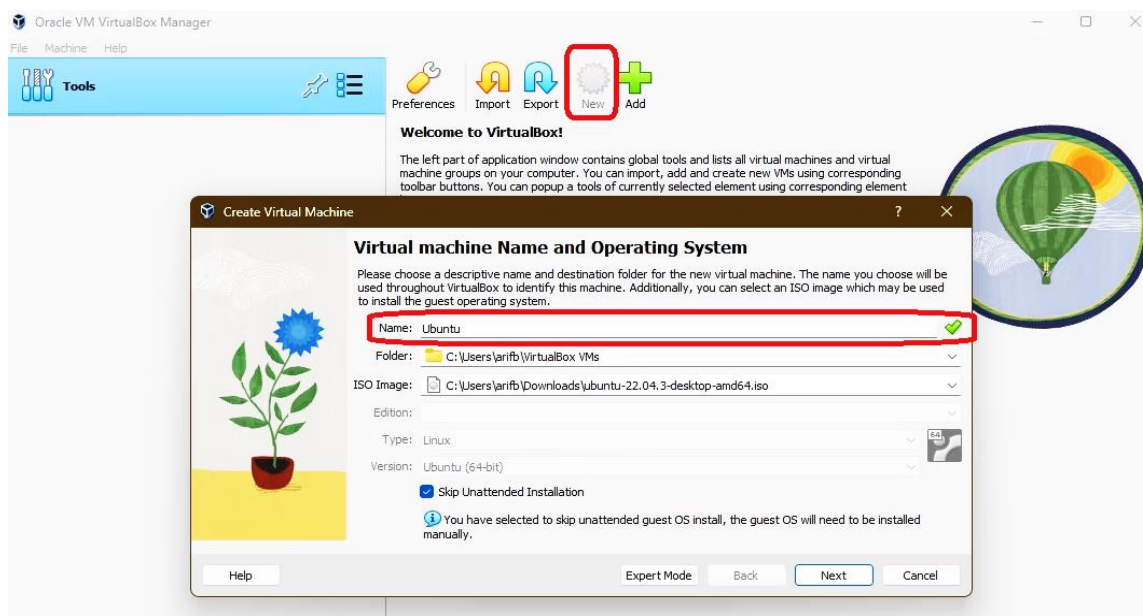 Oracle VM VirtualBox Manager
File Machine Help
Tools
Preferences Import Export New Add
Welcome to VirtualBox!
The left part of application window contains global tools and lists all virtual machines and virtual
machine groups on your computer. You can import, add and create new VMs using corresponding
toolbar buttons. You can popup a tools of currently selected element using corresponding element
Create Virtual Machine ? ×
Virtual machine Name and Operating System
Please choose a descriptive name and destination folder for the new virtual machine. The name you choose will be
used throughout VirtualBox to identify this machine. Additionally, you can select an ISO image which may be used
to install the guest operating system.
Name: Ubuntu
Folder: C:\Users\arifb\VirtualBox VMs
ISO Image: C:\Users\arifb\Downloads\ubuntu-22.04.3-desktop-amd64.iso
Edition:
Type: Linux
64
Version: Ubuntu (64-bit)
Skip Unattended Installation
You have selected to skip unattended guest OS install, the guest OS will need to be installed
manually.
Help Expert Mode Back Next Cancel